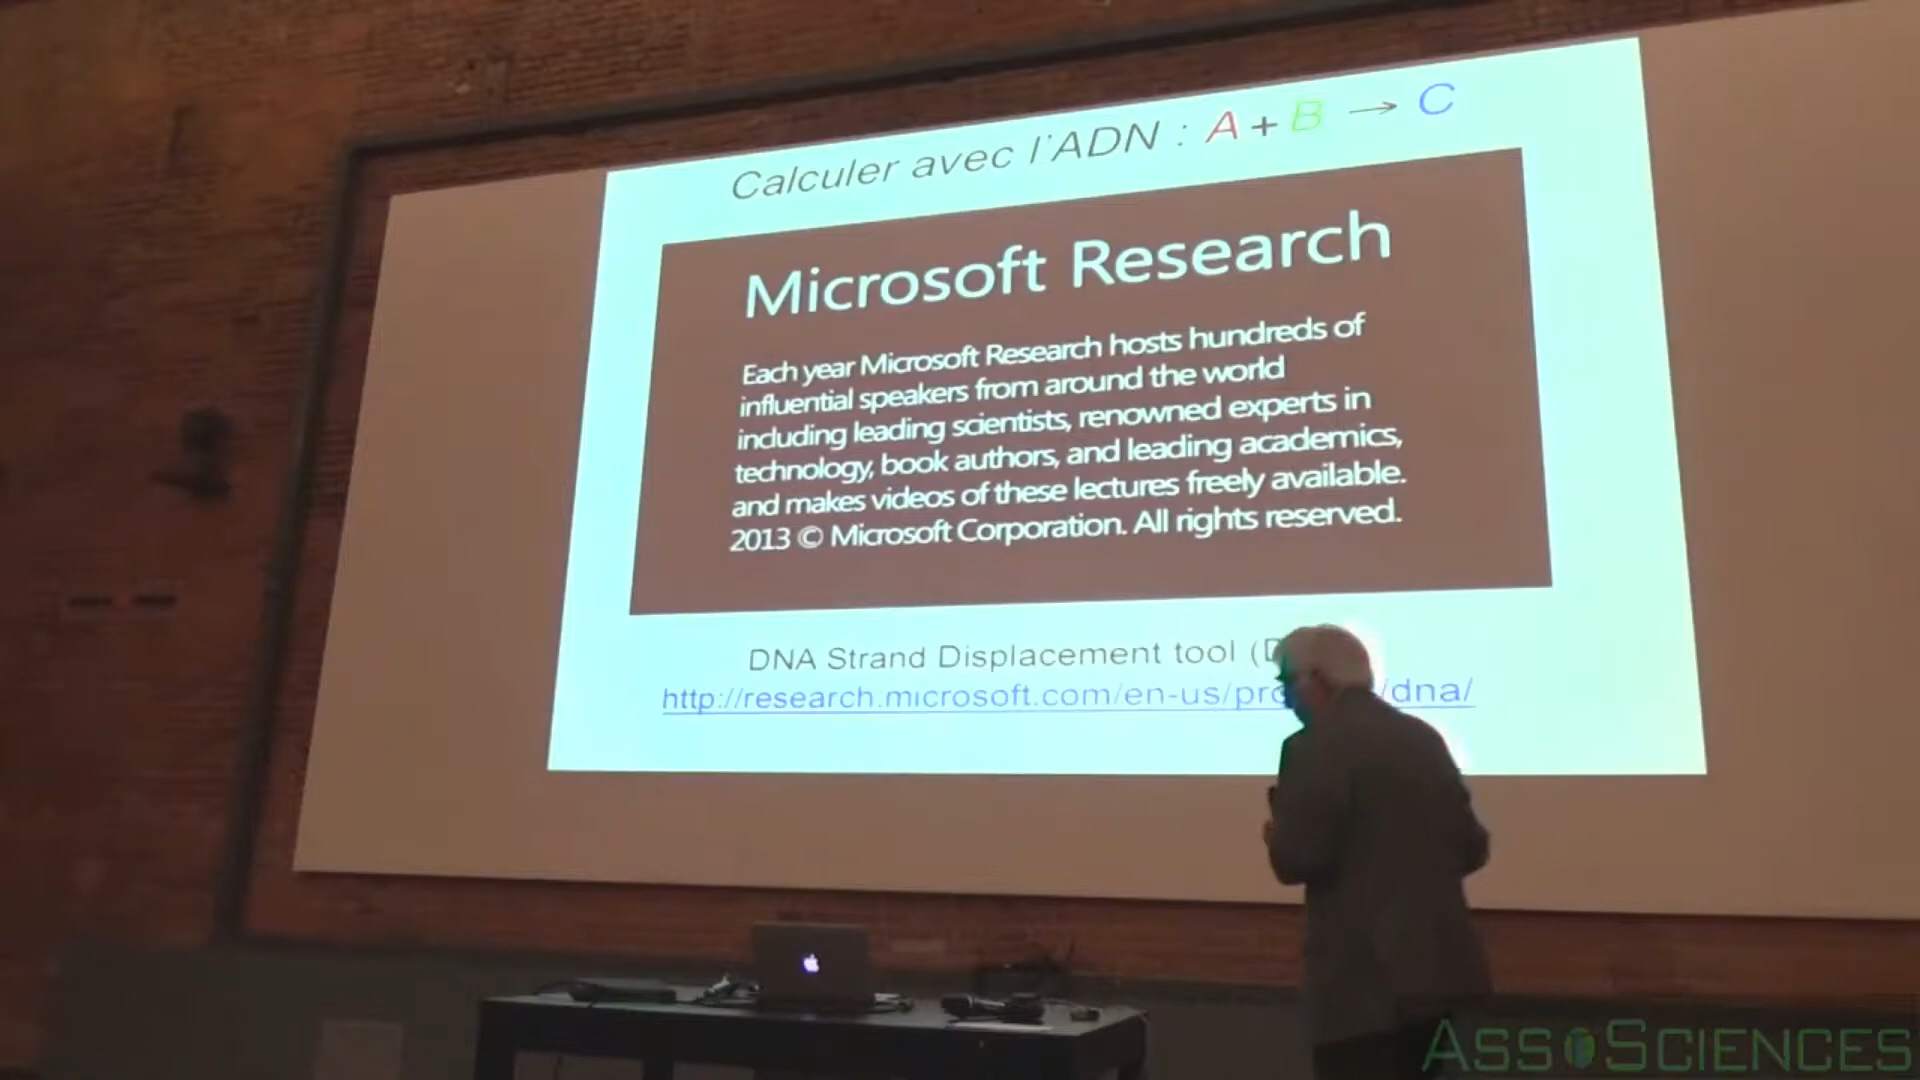 Calculer avec l'ADN : A + B → C
Microsoft Research
Each year Microsoft Research hosts hundreds of
influential speakers from around the world
including leading scientists, renowned experts in
technology, book authors, and leading academics,
and makes videos of these lectures freely available.
2013 © Microsoft Corporation. All rights reserved.
DNA Strand Displacement tool (
http://research.microsoft.com/en-us/pro /dna/
ASSOSCIENCES